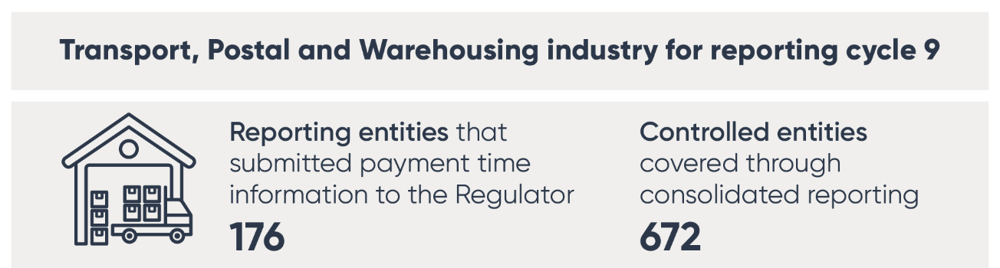 Transport, Postal and Warehousing industry for reporting cycle 9
Reporting entities that
submitted payment time
information to the Regulator
176
Controlled entities
covered through
consolidated reporting
672